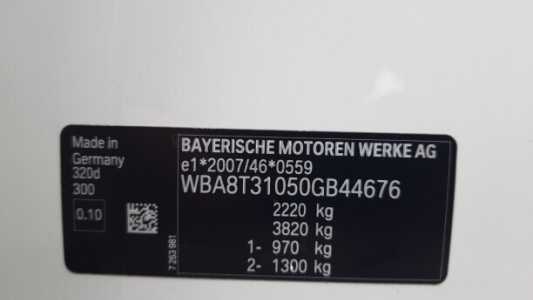 Made in
Germany
320d
300
0.10
7 263 981
BAYERISCHE MOTOREN WERKE AG
e1*2007/46*0559
WBA8T31050GB44676
2220 kg
3820 kg
1- 970 kg
2- 1300 kg